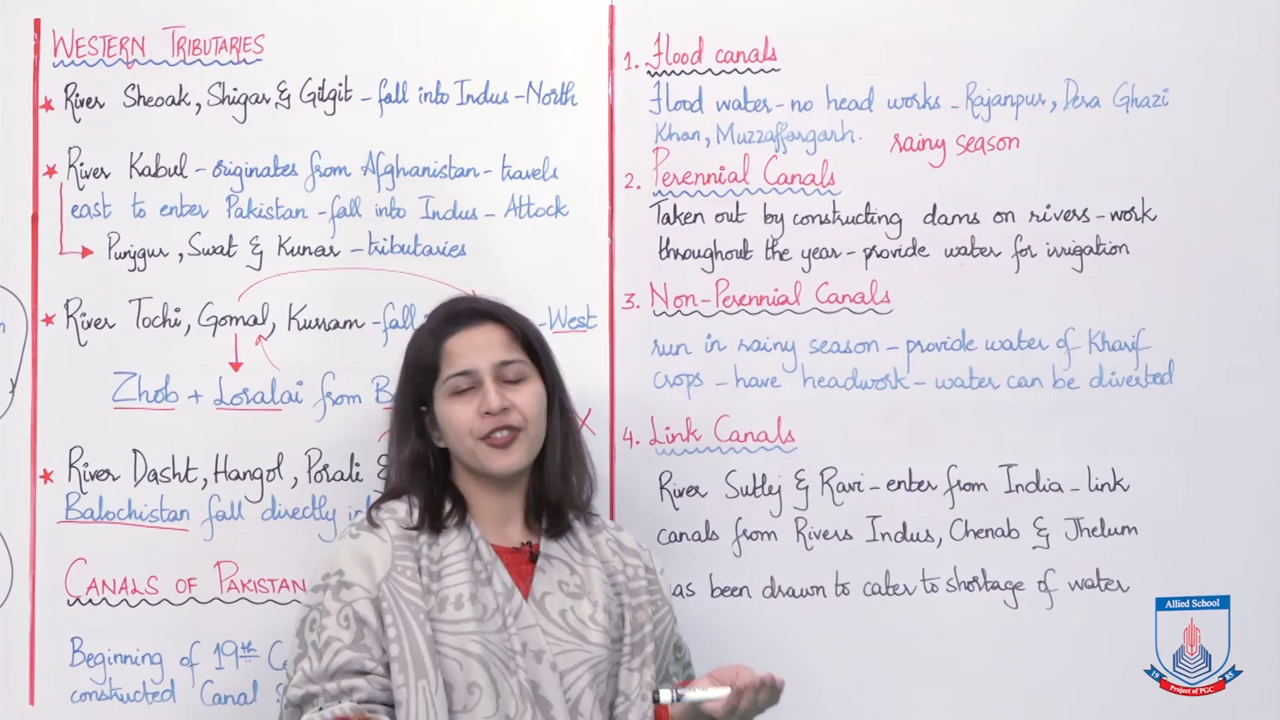 WESTERN TRIBUTARIES
★ River Sheoak, Shigar, & Gilgit - fall into Indus - North
★ River Kabul - originates from Afghanistan - travels
east to enter Pakistan - fall into Indus - Attock
Punjgur, Swat & Kunar - tributaries
★ River Tochi, Gomal, Kurram - fall - West
Zhob + Loralai from
★ River Dasht, Hangol, Porali &
Balochistan fall directly
CANALS OF PAKISTAN
Beginning of 19th
constructed Canal
1. Flood canals
Flood water - no head works - Rajanpur, Dera Ghazi
Khan, Muzzaffargarh. rainy season
2. Perennial Canals
Taken out by constructing dams on rivers - work
throughout the year - provide water for irrigation
3. Non-Perennial Canals
run in rainy season - provide water of Kharif
crops - have headwork - water can be diverted
4. Link Canals
River Sutlej & Ravi - enter from India - link
canals from Rivers Indus, Chenab & Jhelum
as been drawn to cater to shortage of water
Allied School
19 85
Project of PGC